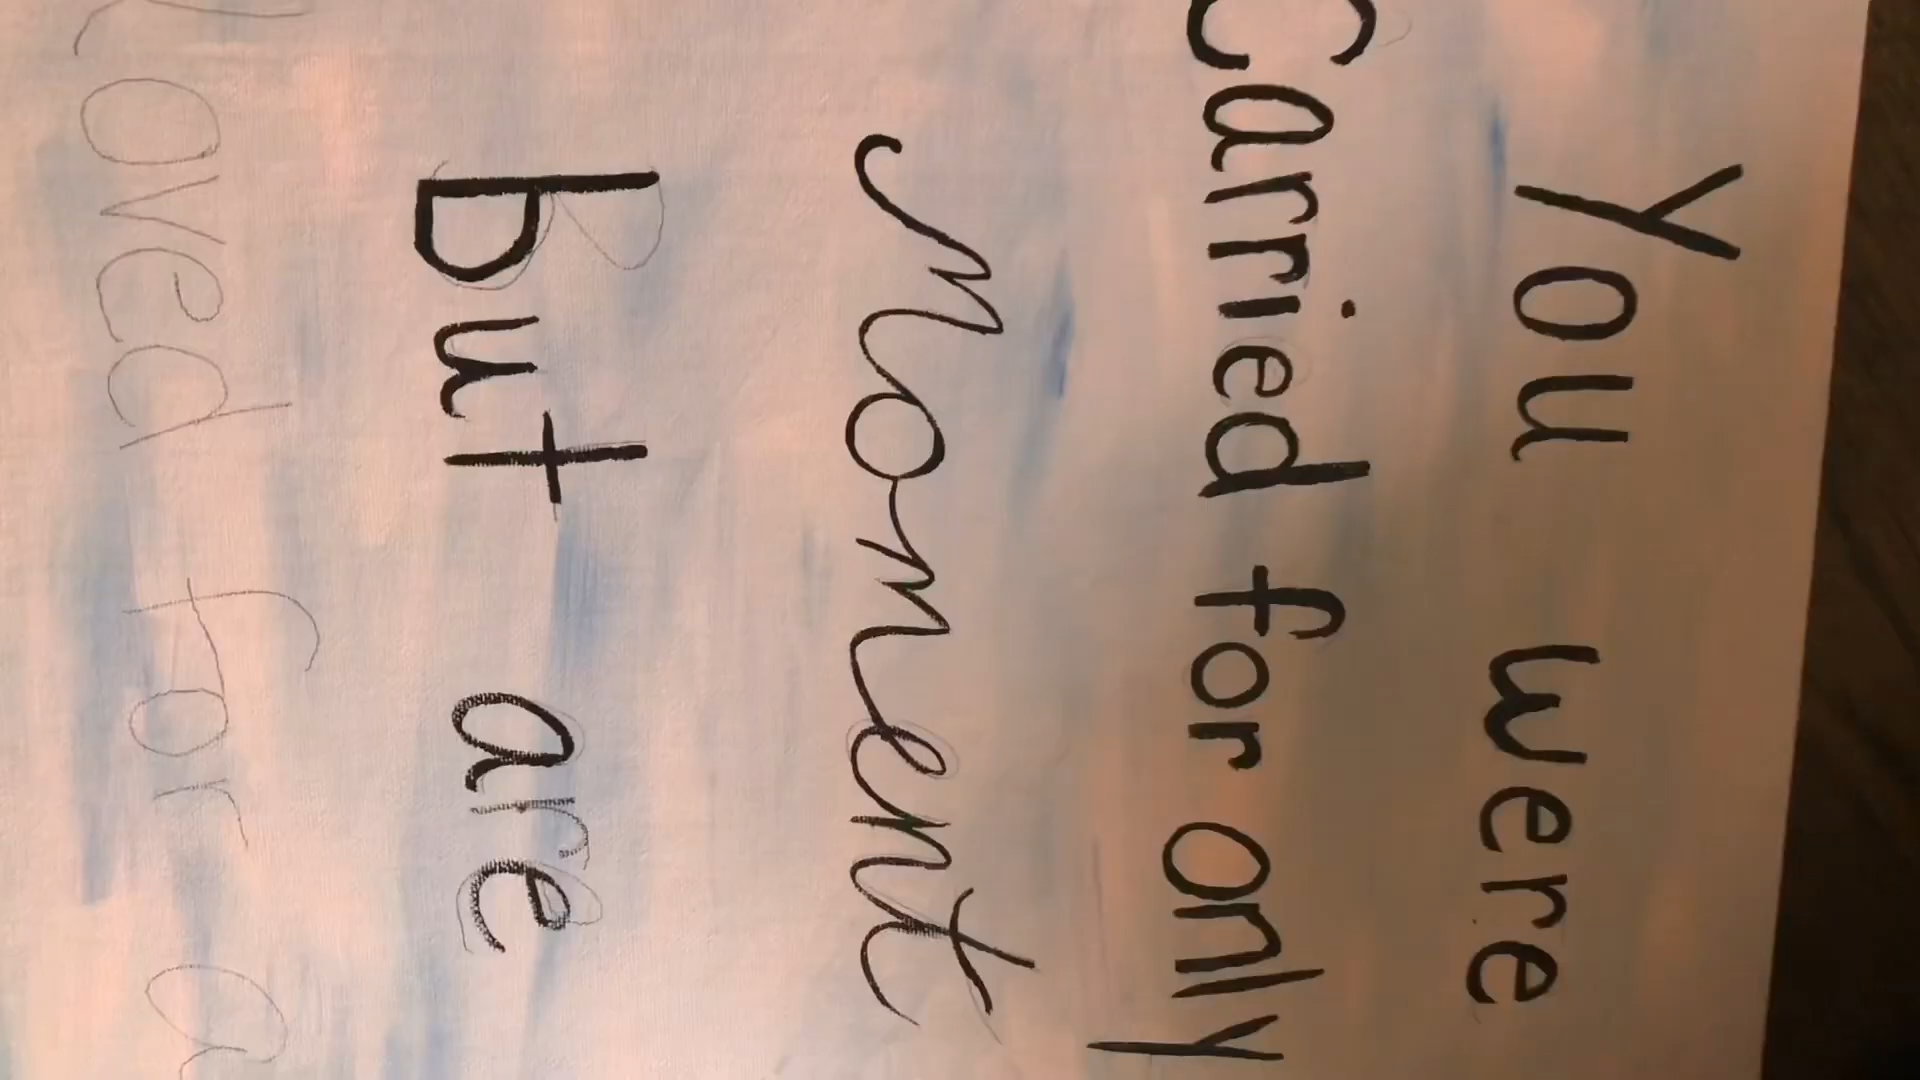 You were
Carried for only
moment
But are
loved for a